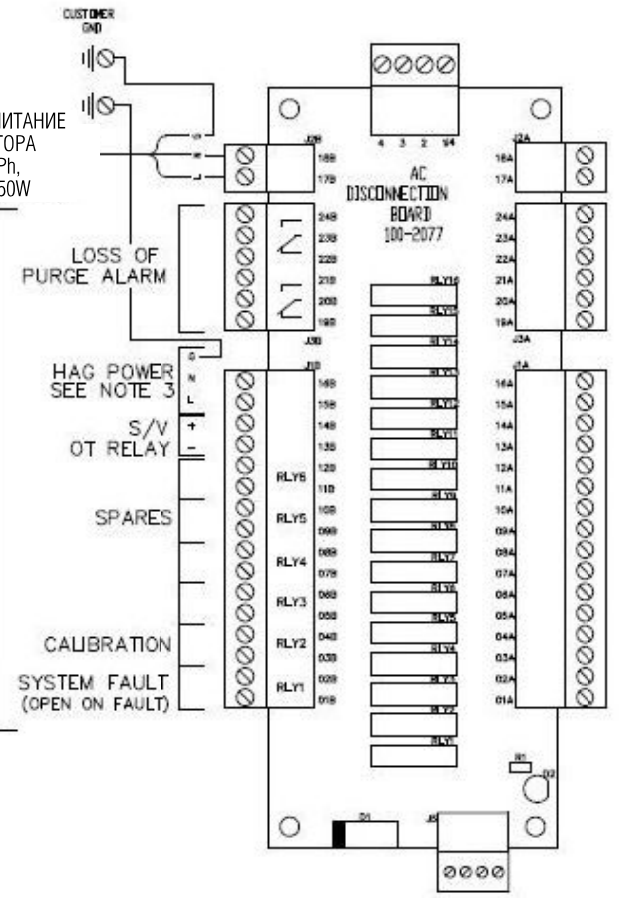 CUSTOMER
GND
ИТАНИЕ
ТОРА
Ph,
50W
G
N
L
J2B
18B
17B
4 3 2
AC
DISCONNECTION
BOARD
100-2077
J2A
18A
17A
LOSS OF
PURGE ALARM
24B
23B
22B
21B
20B
19B
J3B
24A
23A
22A
21A
20A
19A
J3A
HAG POWER
SEE NOTE 3
G
N
L
S/V
OT RELAY
+
-
SPARES
CALIBRATION
SYSTEM FAULT
(OPEN ON FAULT)
J1B
16B
15B
14B
13B
12B
RLY6
11B
10B
RLY5
09B
08B
RLY4
07B
06B
RLY3
05B
04B
RLY2
03B
02B
RLY1
01B
RLY16
RLY15
RLY14
RLY13
RLY12
RLY11
RLY10
RLY9
RLY8
RLY7
RLY6
RLY5
RLY4
RLY3
RLY2
RLY1
J1A
16A
15A
14A
13A
12A
11A
10A
09A
08A
07A
06A
05A
04A
03A
02A
01A
R1
D2
D1